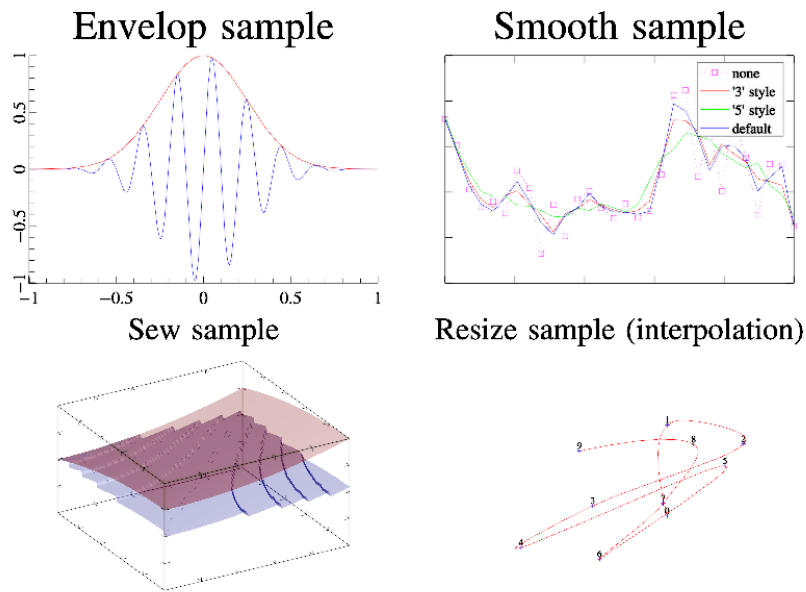 Envelop sample
Smooth sample
1
0.5
0
−0.5
−1
−1 −0.5 0 0.5 1
none
'3' style
'5' style
default
Sew sample
Resize sample (interpolation)
1
2
8
9
5
3
7
0
4
6